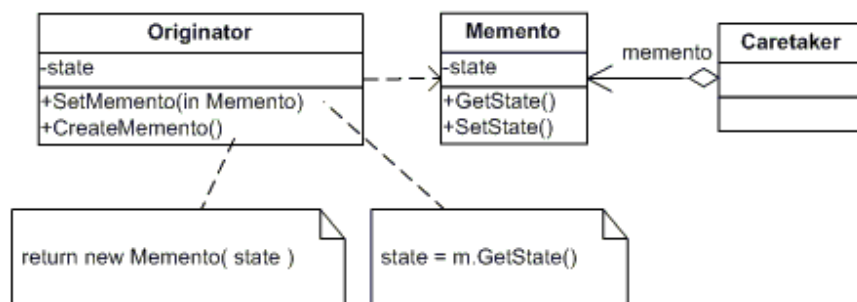 Originator
-state
+SetMemento(in Memento)
+CreateMemento()
Memento
-state
+GetState()
+SetState()
memento
Caretaker
return new Memento( state )
state = m.GetState()